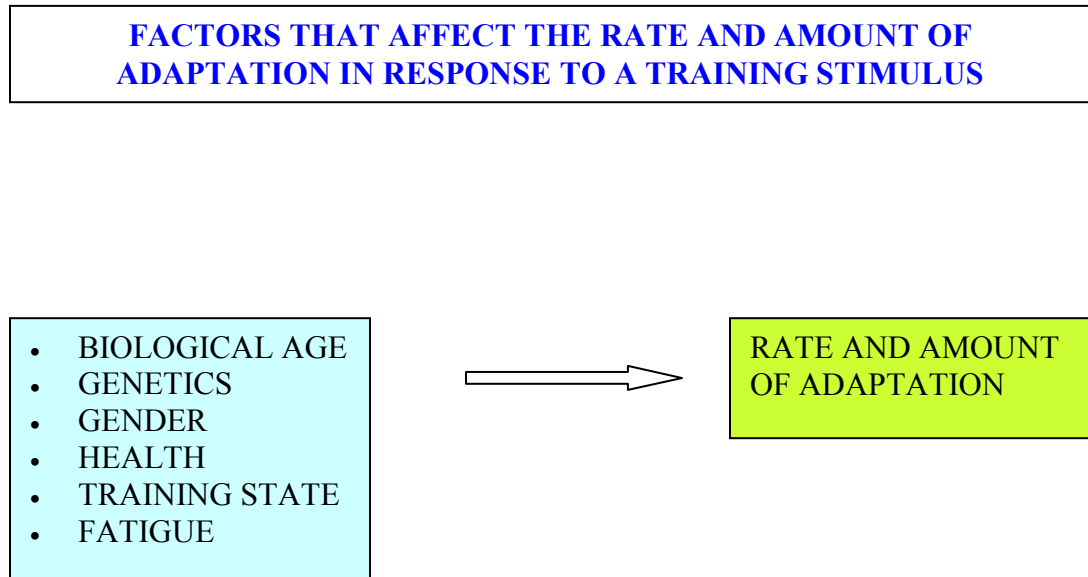 FACTORS THAT AFFECT THE RATE AND AMOUNT OF
ADAPTATION IN RESPONSE TO A TRAINING STIMULUS
• BIOLOGICAL AGE
• GENETICS
• GENDER
• HEALTH
• TRAINING STATE
• FATIGUE
RATE AND AMOUNT
OF ADAPTATION